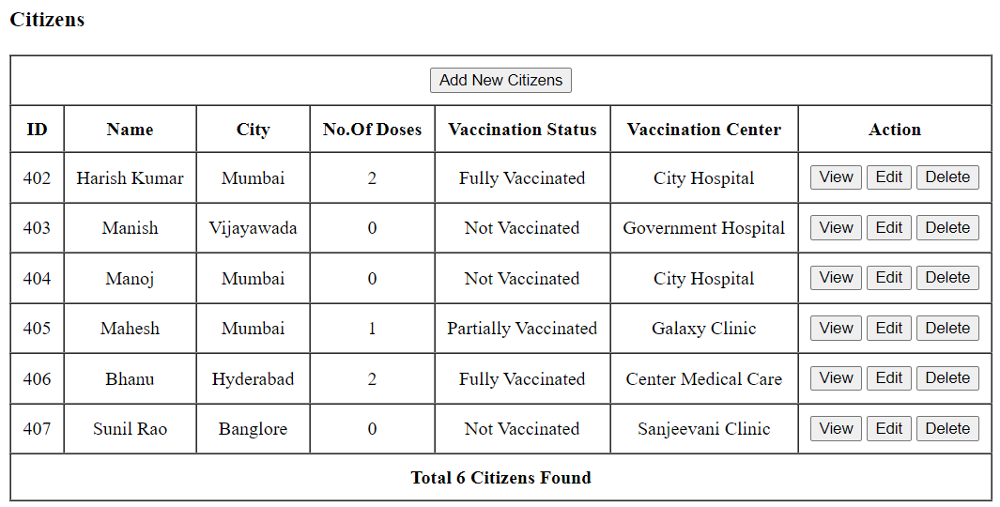 Citizens
Add New Citizens
ID Name City No.Of Doses Vaccination Status Vaccination Center Action
402 Harish Kumar Mumbai 2 Fully Vaccinated City Hospital View Edit Delete
403 Manish Vijayawada 0 Not Vaccinated Government Hospital View Edit Delete
404 Manoj Mumbai 0 Not Vaccinated City Hospital View Edit Delete
405 Mahesh Mumbai 1 Partially Vaccinated Galaxy Clinic View Edit Delete
406 Bhanu Hyderabad 2 Fully Vaccinated Center Medical Care View Edit Delete
407 Sunil Rao Banglore 0 Not Vaccinated Sanjeevani Clinic View Edit Delete
Total 6 Citizens Found